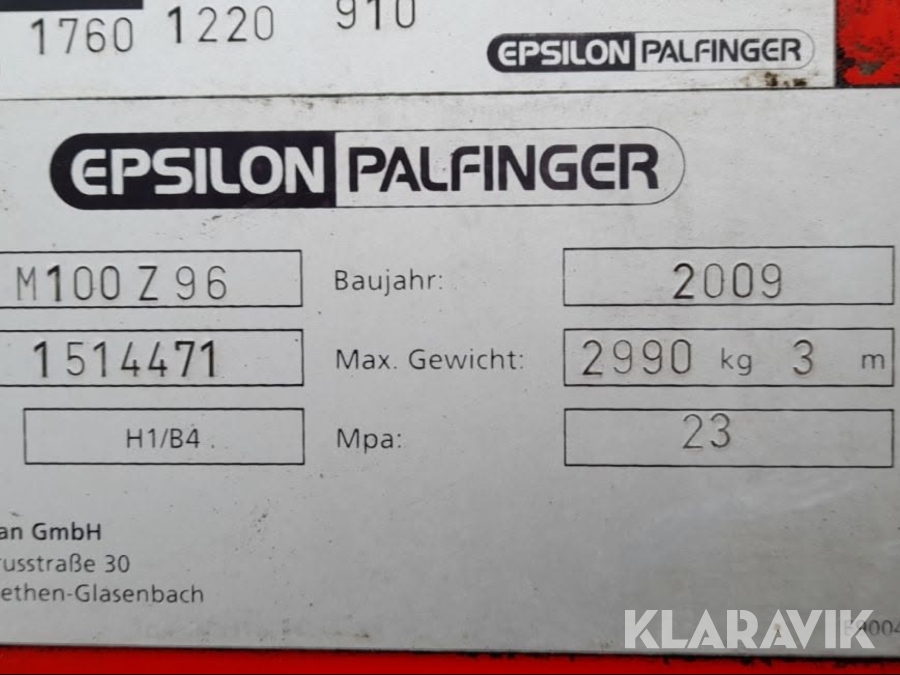 1760 1220 910
EPSILON PALFINGER
EPSILON PALFINGER
M100 Z 96 Baujahr: 2009
1514471 Max. Gewicht: 2990 kg 3 m
H1/B4 Mpa: 23
an GmbH
russtraße 30
ethen-Glasenbach
KLARAVIK